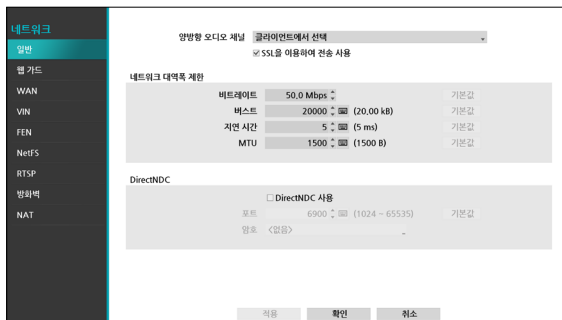 네트워크
일반
웹 가드
WAN
VIN
FEN
NetFS
RTSP
방화벽
NAT
양방향 오디오 채널 글라이언트에서 선택
SSL을 이용하여 전송 사용
네트워크 대역폭 제한
비트레이트 50,0 Mbps 기본값
버스트 20000 (20,00 kB) 기본값
지연 시간 5 (5 ms) 기본값
MTU 1500 (1500 B) 기본값
DirectNDC
DirectNDC 사용
포트 6900 (1024 ~ 65535) 기본값
암호 <없음>
적용 확인 취소